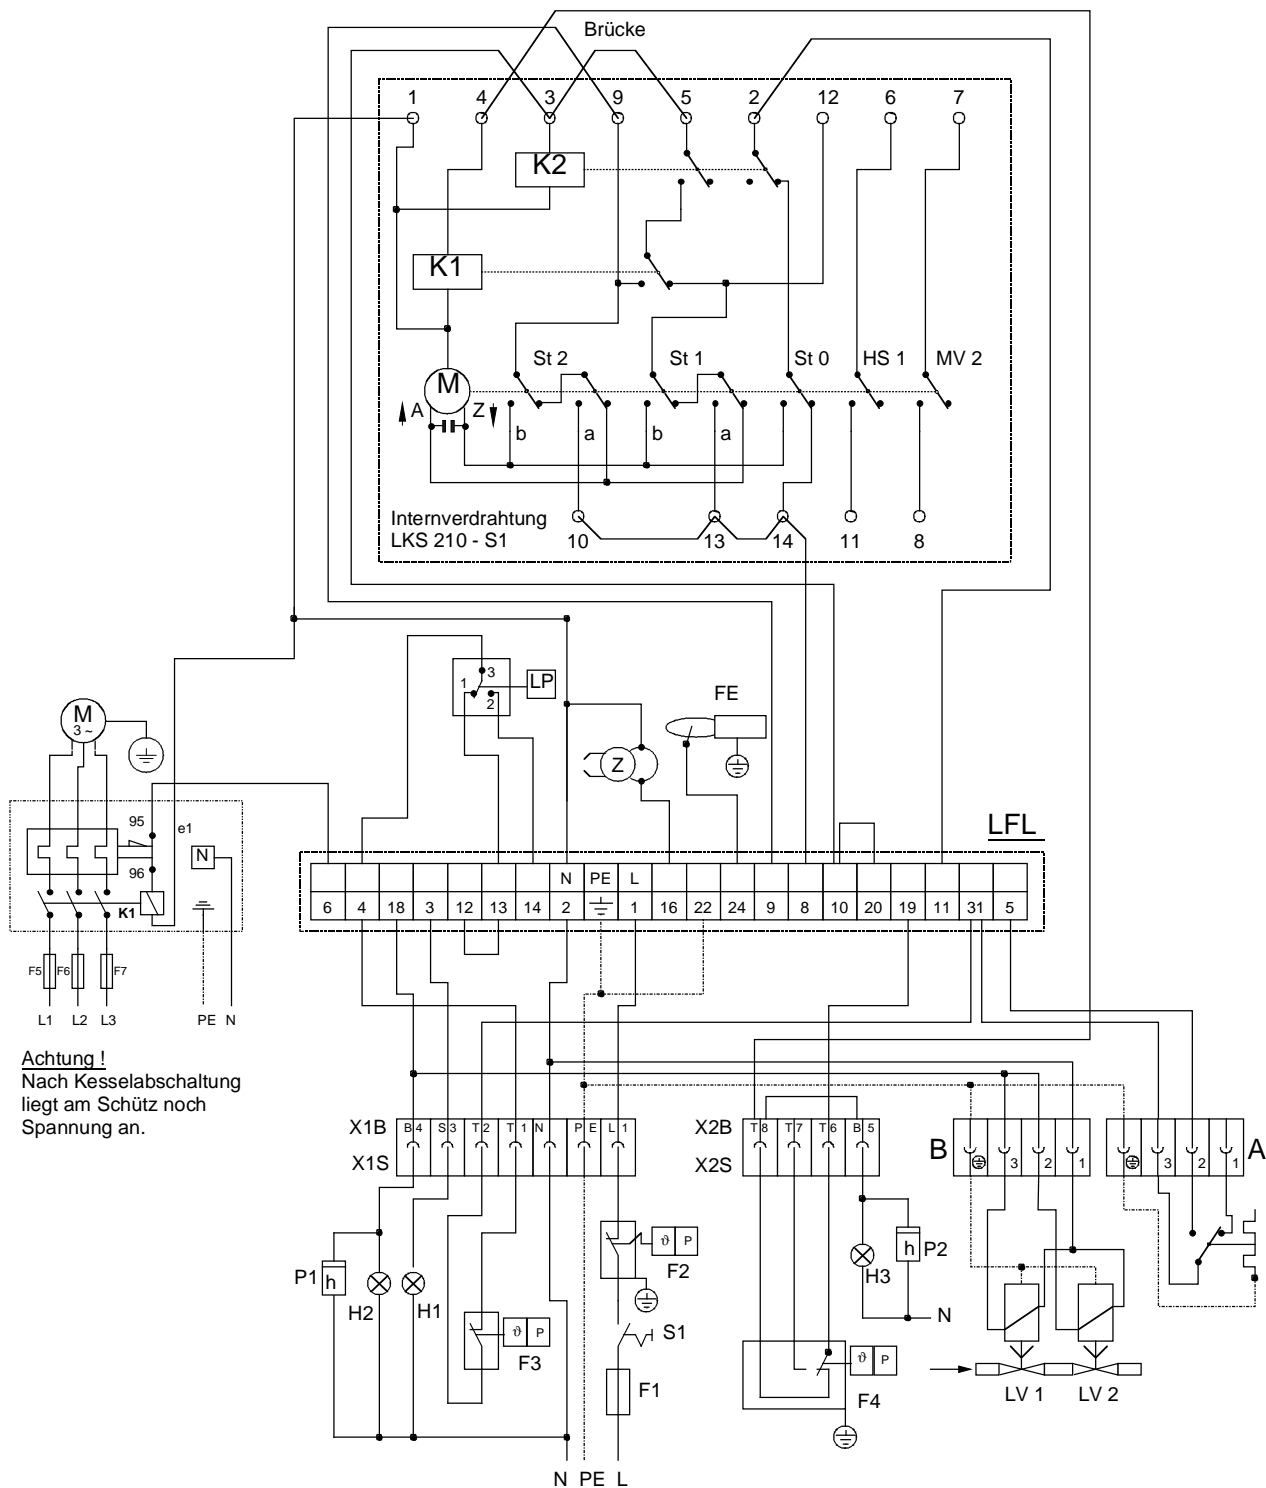 Brücke
1 4 3 9 5 2 12 6 7
K2
K1
St 2 St 1 St 0 HS 1 MV 2
M
A Z
b a b a
Internverdrahtung
LKS 210 - S1
10 13 14 11 8
3
1
2
LP
FE
Z
M
3 ~
95
e1
96
N
K1
F5 F6 F7
L1 L2 L3 PE N
LFL
N PE L
6 4 18 3 12 13 14 2 1 16 22 24 9 8 10 20 19 11 31 5
Achtung !
Nach Kesselabschaltung
liegt am Schütz noch
Spannung an.
X1B B4 S3 T2 T1 N PE L1
X1S
X2B T8 T7 T6 B5
X2S
B 3 2 1
3 2 1 A
P1 h
H2
H1
ϑ P
F3
ϑ P
F2
S1
F1
h P2
H3
N
ϑ P
F4
LV 1 LV 2
N PE L